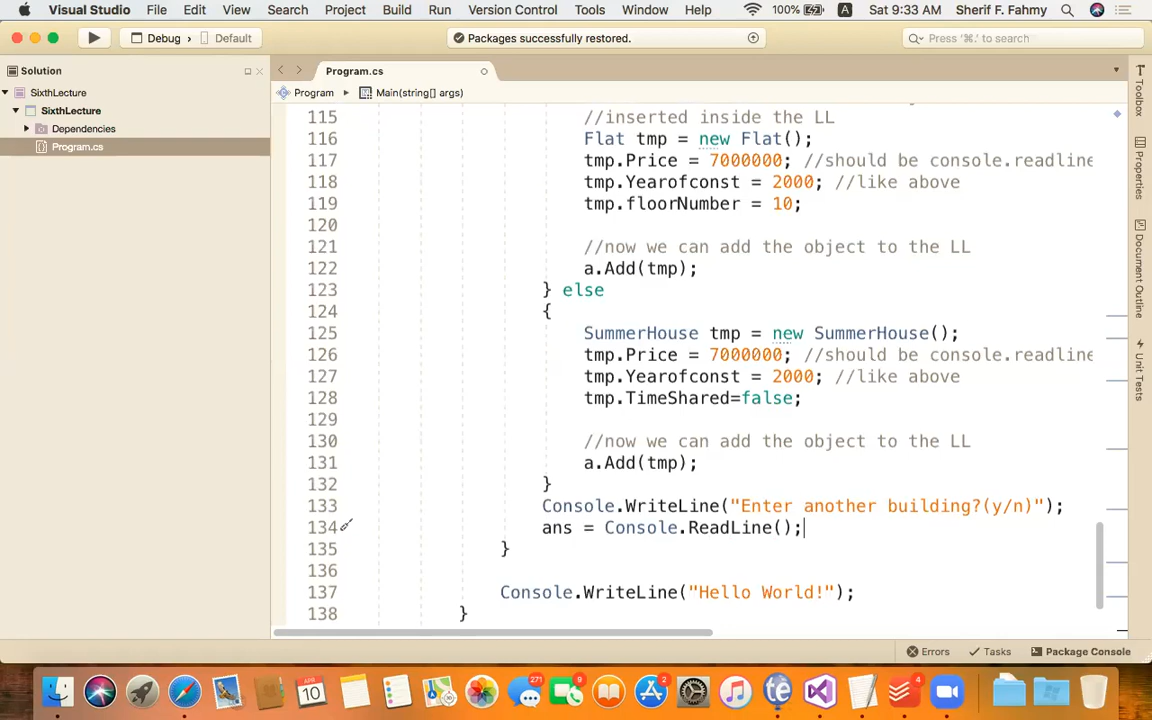 Visual Studio File Edit View Search Project Build Run Version Control Tools Window Help 100% A Sat 9:33 AM Sherif F. Fahmy
Debug › Default Packages successfully restored. Press ‘⌘.’ to search
Solution
SixthLecture
SixthLecture
Dependencies
Program.cs
Program.cs
Program Main(string[] args)
115 //inserted inside the LL
116 Flat tmp = new Flat();
117 tmp.Price = 7000000; //should be console.readline
118 tmp.Yearofconst = 2000; //like above
119 tmp.floorNumber = 10;
120
121 //now we can add the object to the LL
122 a.Add(tmp);
123 } else
124 {
125 SummerHouse tmp = new SummerHouse();
126 tmp.Price = 7000000; //should be console.readline
127 tmp.Yearofconst = 2000; //like above
128 tmp.TimeShared=false;
129
130 //now we can add the object to the LL
131 a.Add(tmp);
132 }
133 Console.WriteLine("Enter another building?(y/n)");
134 ans = Console.ReadLine();
135 }
136
137 Console.WriteLine("Hello World!");
138 }
Toolbox
Properties
Document Outline
Unit Tests
Errors Tasks Package Console
APR
10
271
9
2
4